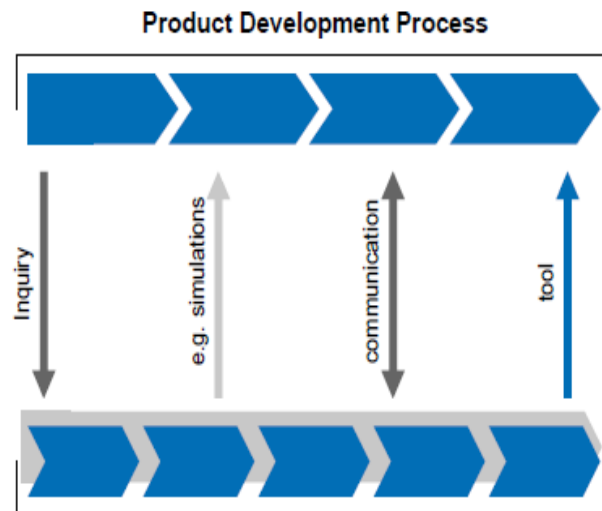 Product Development Process
Inquiry
e.g. simulations
communication
tool